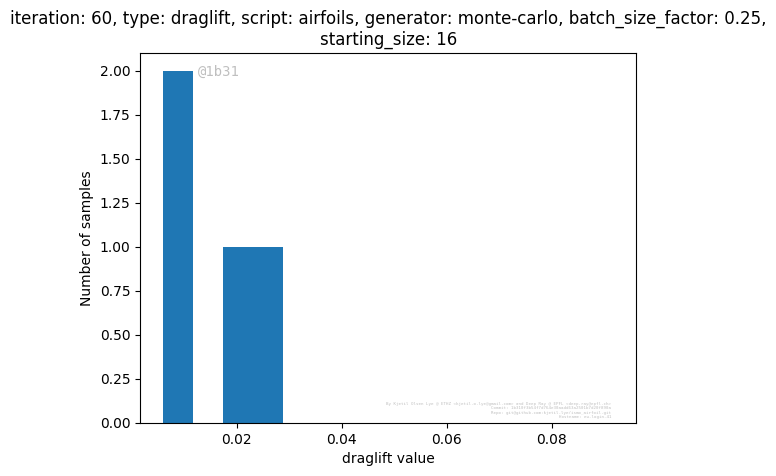 iteration: 60, type: draglift, script: airfoils, generator: monte-carlo, batch_size_factor: 0.25,
starting_size: 16
@1b31
2.00
1.75
1.50
1.25
1.00
0.75
0.50
0.25
0.00
Number of samples
0.02 0.04 0.06 0.08
draglift value